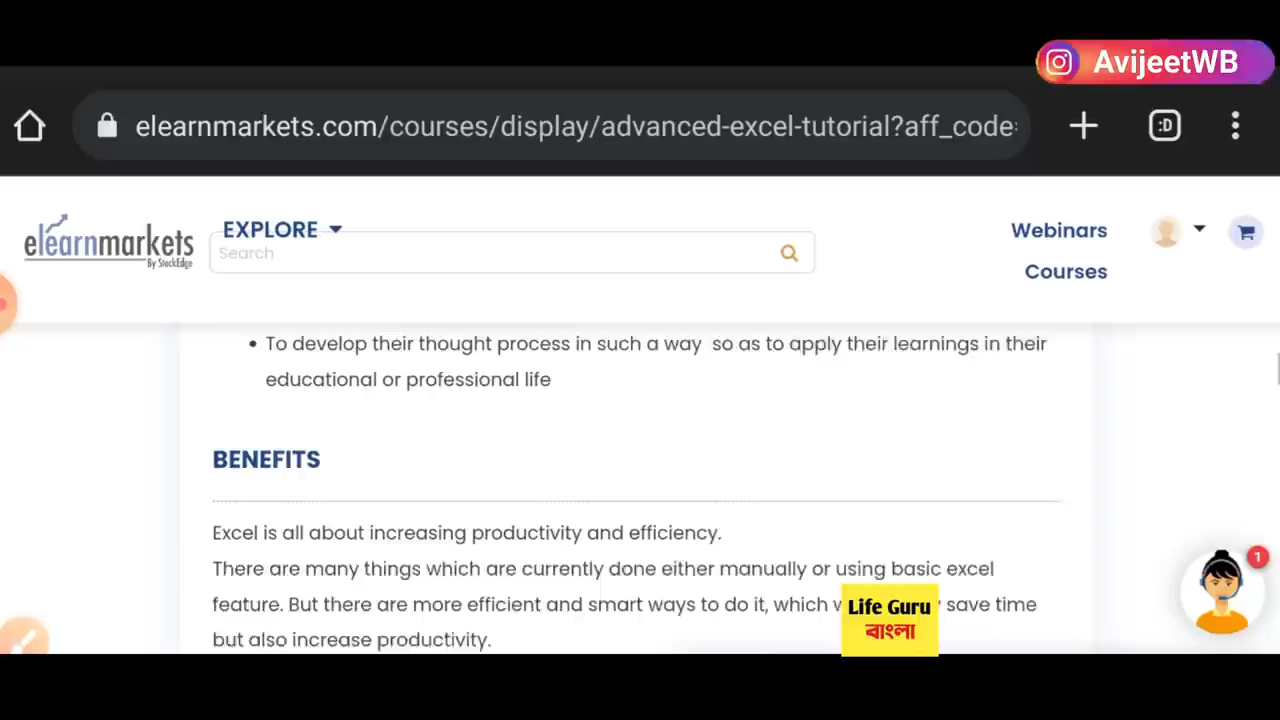 AvijeetWB
elearnmarkets.com/courses/display/advanced-excel-tutorial?aff_code
:D
elearnmarkets
By StockEdge
EXPLORE
Search
Webinars
Courses
• To develop their thought process in such a way so as to apply their learnings in their
educational or professional life
BENEFITS
Excel is all about increasing productivity and efficiency.
There are many things which are currently done either manually or using basic excel
feature. But there are more efficient and smart ways to do it, which save time
but also increase productivity.
Life Guru
বাংলা
1